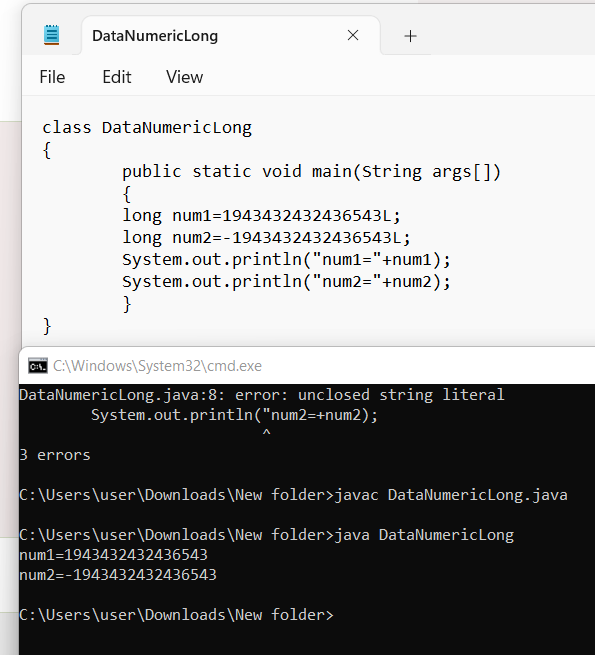 DataNumericLong
File Edit View
class DataNumericLong
{
public static void main(String args[])
{
long num1=1943432432436543L;
long num2=-1943432432436543L;
System.out.println("num1="+num1);
System.out.println("num2="+num2);
}
}
C:\Windows\System32\cmd.exe
DataNumericLong.java:8: error: unclosed string literal
System.out.println("num2=+num2);
^
3 errors
C:\Users\user\Downloads\New folder>javac DataNumericLong.java
C:\Users\user\Downloads\New folder>java DataNumericLong
num1=1943432432436543
num2=-1943432432436543
C:\Users\user\Downloads\New folder>